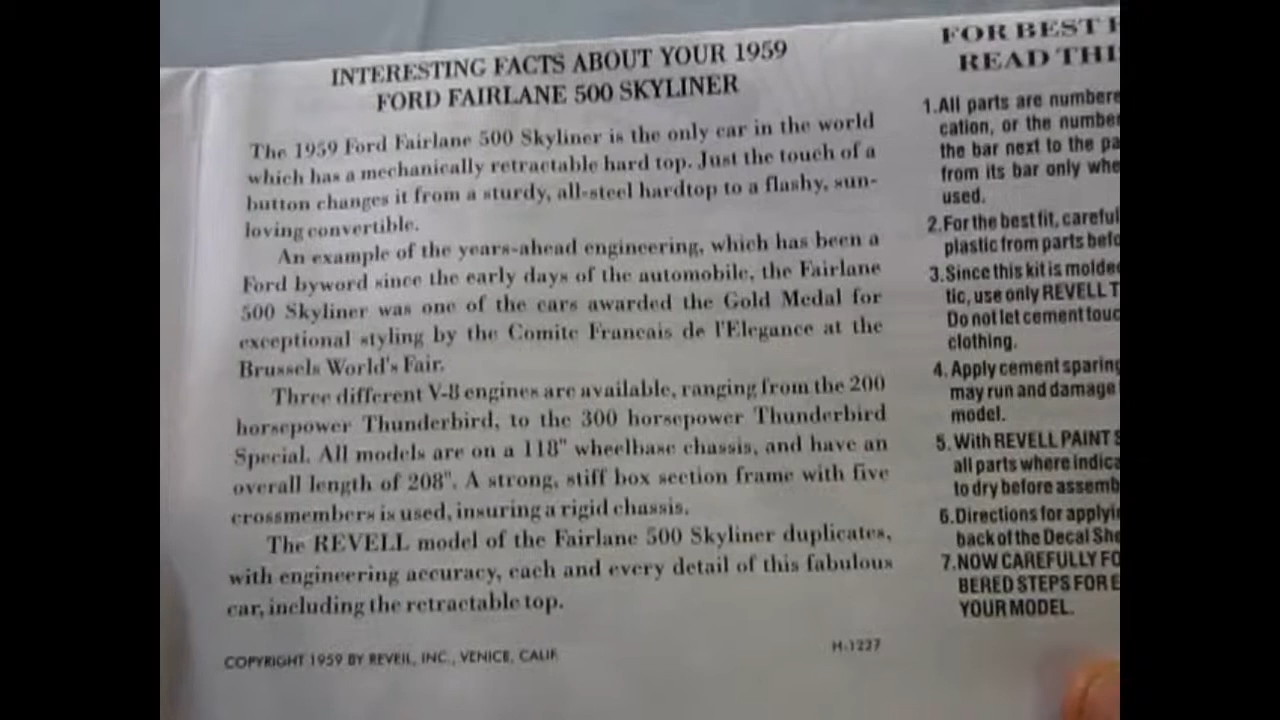 INTERESTING FACTS ABOUT YOUR 1959
FORD FAIRLANE 500 SKYLINER
The 1959 Ford Fairlane 500 Skyliner is the only car in the world
which has a mechanically retractable hard top. Just the touch of a
button changes it from a sturdy, all-steel hardtop to a flashy, sun-
loving convertible.
An example of the years-ahead engineering, which has been a
Ford byword since the early days of the automobile, the Fairlane
500 Skyliner was one of the cars awarded the Gold Medal for
exceptional styling by the Comite Francais de l'Elegance at the
Brussels World's Fair.
Three different V-8 engines are available, ranging from the 200
horsepower Thunderbird, to the 300 horsepower Thunderbird
Special. All models are on a 118" wheelbase chassis, and have an
overall length of 208". A strong, stiff box section frame with five
crossmembers is used, insuring a rigid chassis.
The REVELL model of the Fairlane 500 Skyliner duplicates,
with engineering accuracy, each and every detail of this fabulous
car, including the retractable top.
COPYRIGHT 1959 BY REVELL, INC., VENICE, CALIF.
H-1227
FOR BEST
READ THI
1. All parts are numbere
cation, or the number
the bar next to the pa
from its bar only whe
used.
2. For the best fit, careful
plastic from parts befo
3. Since this kit is molde
tic, use only REVELL T
Do not let cement touc
clothing.
4. Apply cement sparing
may run and damage
model.
5. With REVELL PAINT S
all parts where indica
to dry before assemb
6. Directions for applyin
back of the Decal She
7. NOW CAREFULLY FO
BERED STEPS FOR E
YOUR MODEL.